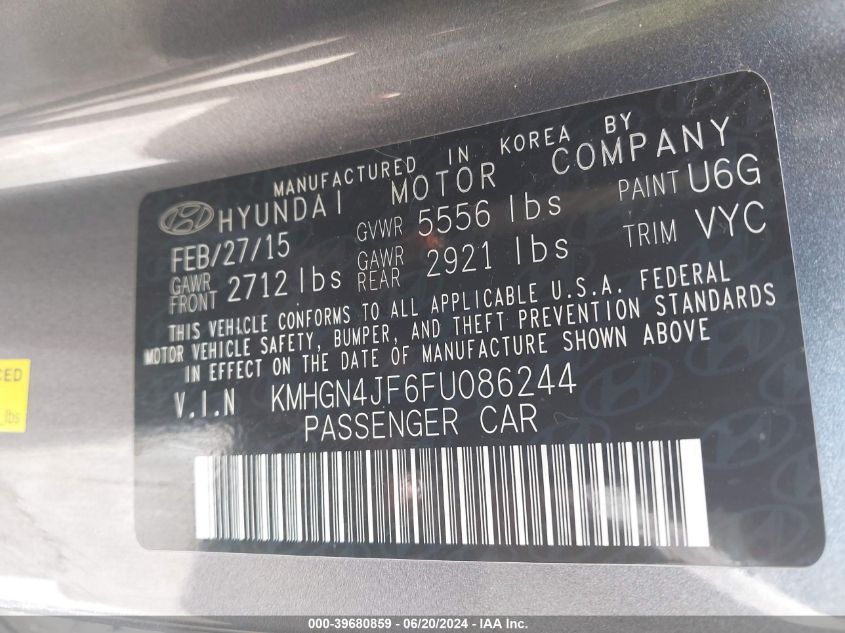 MANUFACTURED IN KOREA BY
HYUNDAI MOTOR COMPANY
FEB/27/15 GVWR 5556 lbs PAINT U6G
GAWR FRONT 2712 lbs GAWR REAR 2921 lbs TRIM VYC
THIS VEHICLE CONFORMS TO ALL APPLICABLE U.S.A. FEDERAL
MOTOR VEHICLE SAFETY, BUMPER, AND THEFT PREVENTION STANDARDS
IN EFFECT ON THE DATE OF MANUFACTURE SHOWN ABOVE
V.I.N KMHGN4JF6FU086244
PASSENGER CAR
CED
lbs
000-39680859 - 06/20/2024 - IAA Inc.